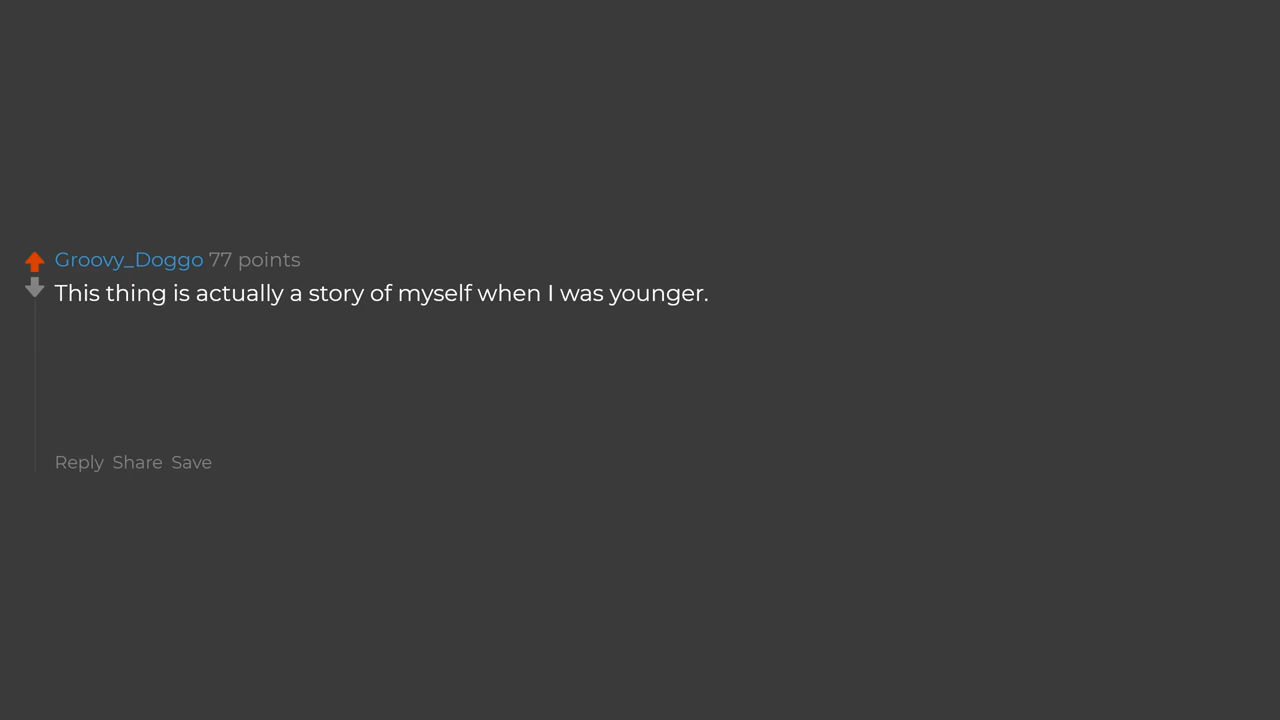 Groovy_Doggo 77 points
This thing is actually a story of myself when I was younger.
Reply Share Save